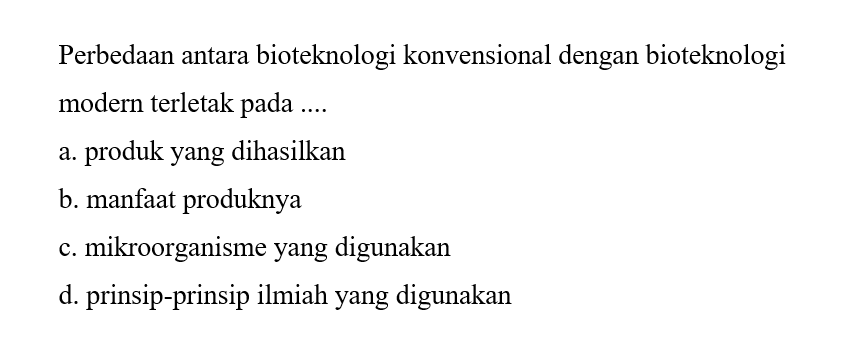 Perbedaan antara bioteknologi konvensional dengan bioteknologi
modern terletak pada ....
a. produk yang dihasilkan
b. manfaat produknya
c. mikroorganisme yang digunakan
d. prinsip-prinsip ilmiah yang digunakan